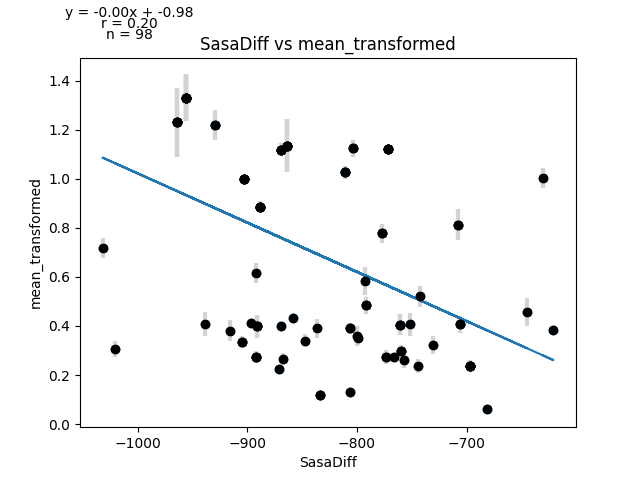 y = -0.00x + -0.98
r = 0.20
n = 98
SasaDiff vs mean_transformed
1.4
1.2
1.0
0.8
0.6
0.4
0.2
0.0
mean_transformed
−1000
−900
−800
−700
SasaDiff